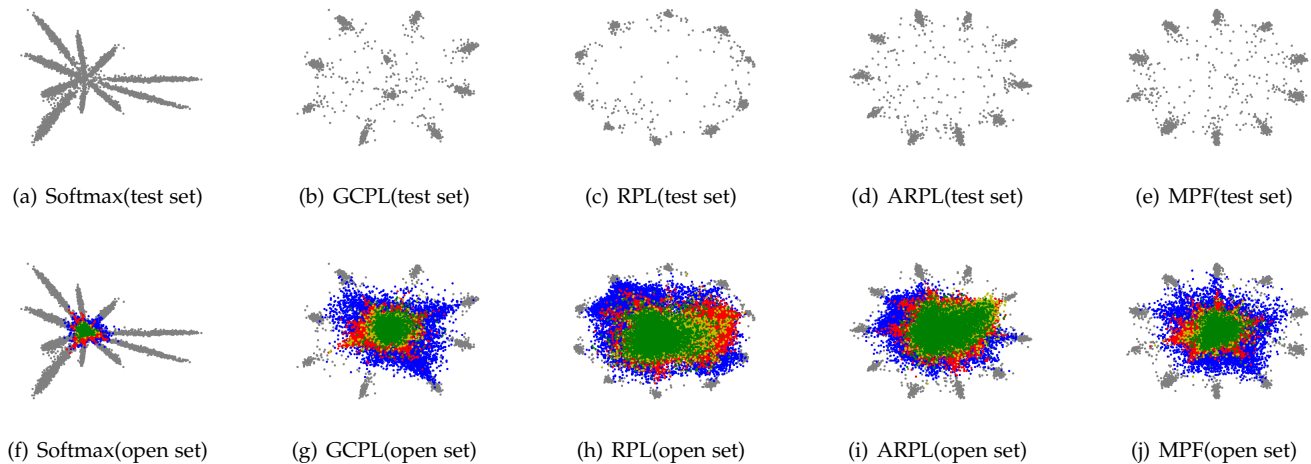 (a) Softmax(test set)
(b) GCPL(test set)
(c) RPL(test set)
(d) ARPL(test set)
(e) MPF(test set)
(f) Softmax(open set)
(g) GCPL(open set)
(h) RPL(open set)
(i) ARPL(open set)
(j) MPF(open set)